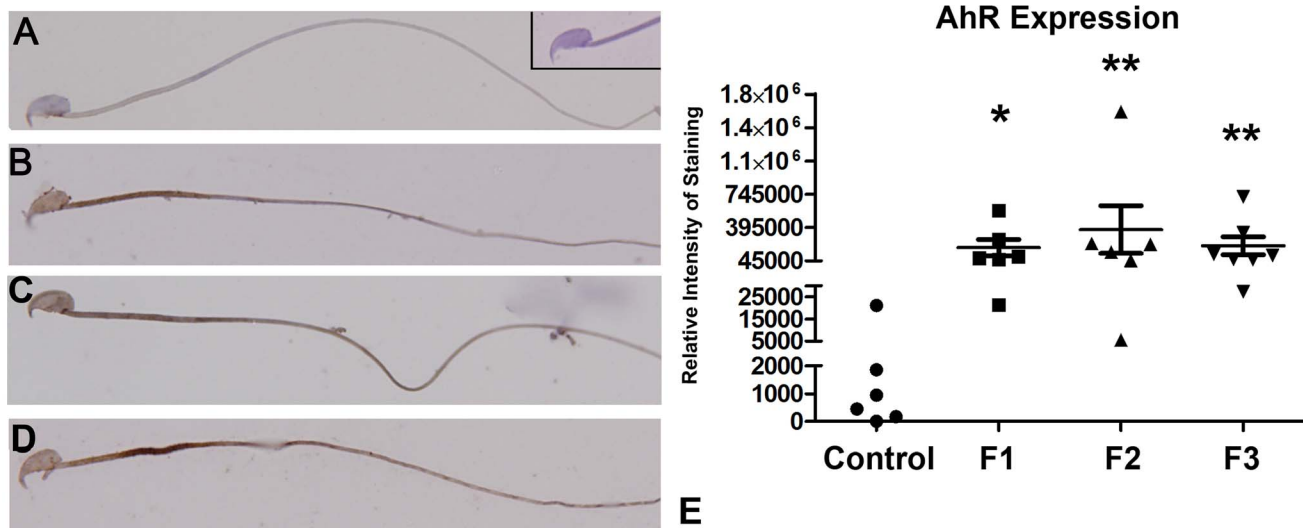 A
B
C
D
AhR Expression
Relative Intensity of Staining
1.8×10⁶
1.4×10⁶
1.1×10⁶
745000
395000
45000
25000
15000
5000
2000
1000
0
*
**
**
Control F1 F2 F3
E